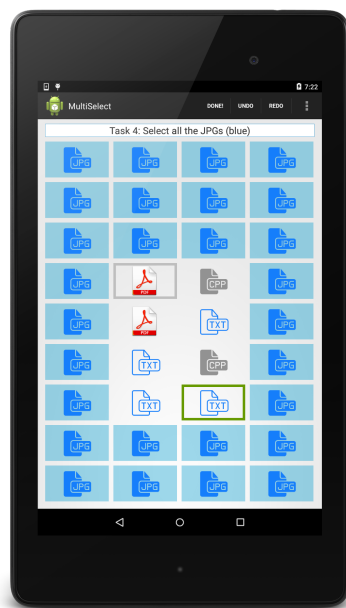 7:22
MultiSelect DONE! UNDO REDO
Task 4: Select all the JPGs (blue)
JPG JPG JPG JPG
JPG JPG JPG JPG
JPG JPG JPG JPG
JPG PDF CPP JPG
JPG PDF TXT JPG
JPG TXT CPP JPG
JPG TXT TXT JPG
JPG JPG JPG JPG
JPG JPG JPG JPG